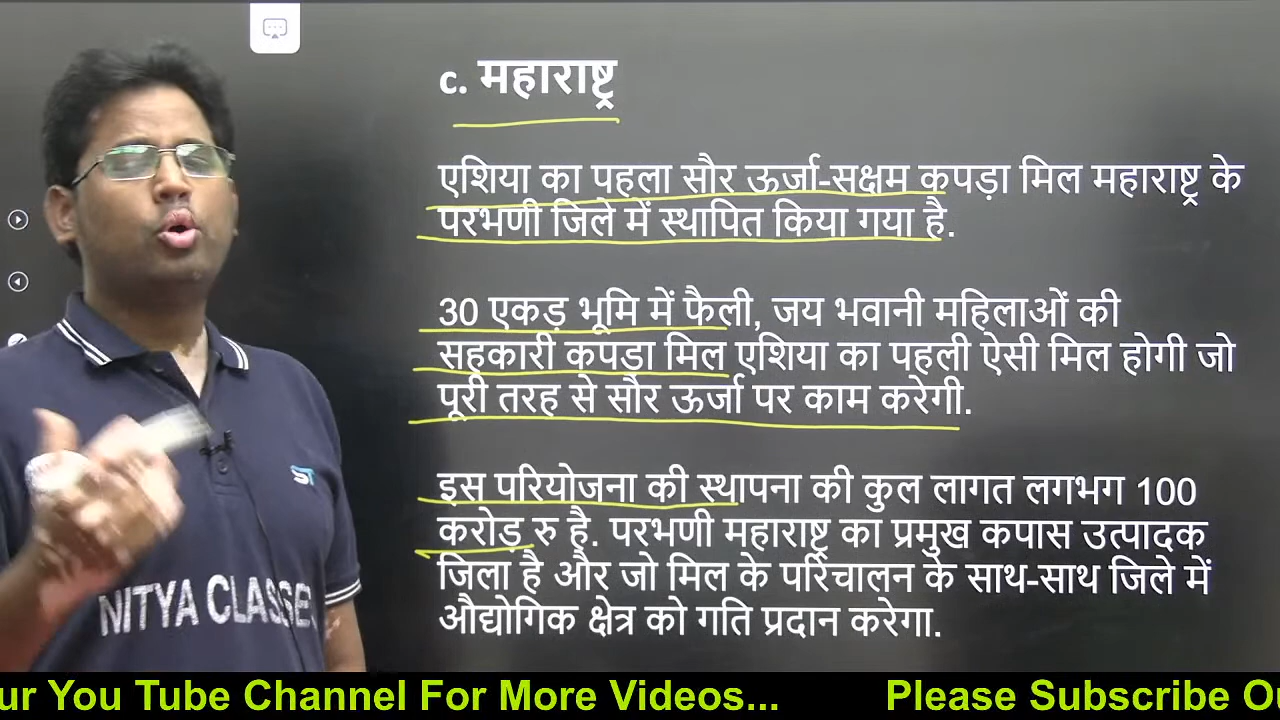 c. महाराष्ट्र
एशिया का पहला सौर ऊर्जा-सक्षम कपड़ा मिल महाराष्ट्र के
परभणी जिले में स्थापित किया गया है.
30 एकड़ भूमि में फैली, जय भवानी महिलाओं की
सहकारी कपड़ा मिल एशिया का पहली ऐसी मिल होगी जो
पूरी तरह से सौर ऊर्जा पर काम करेगी.
इस परियोजना की स्थापना की कुल लागत लगभग 100
करोड़ रु है. परभणी महाराष्ट्र का प्रमुख कपास उत्पादक
जिला है और जो मिल के परिचालन के साथ-साथ जिले में
औद्योगिक क्षेत्र को गति प्रदान करेगा.
ST
NITYA CLASSES
ur You Tube Channel For More Videos... Please Subscribe Ou